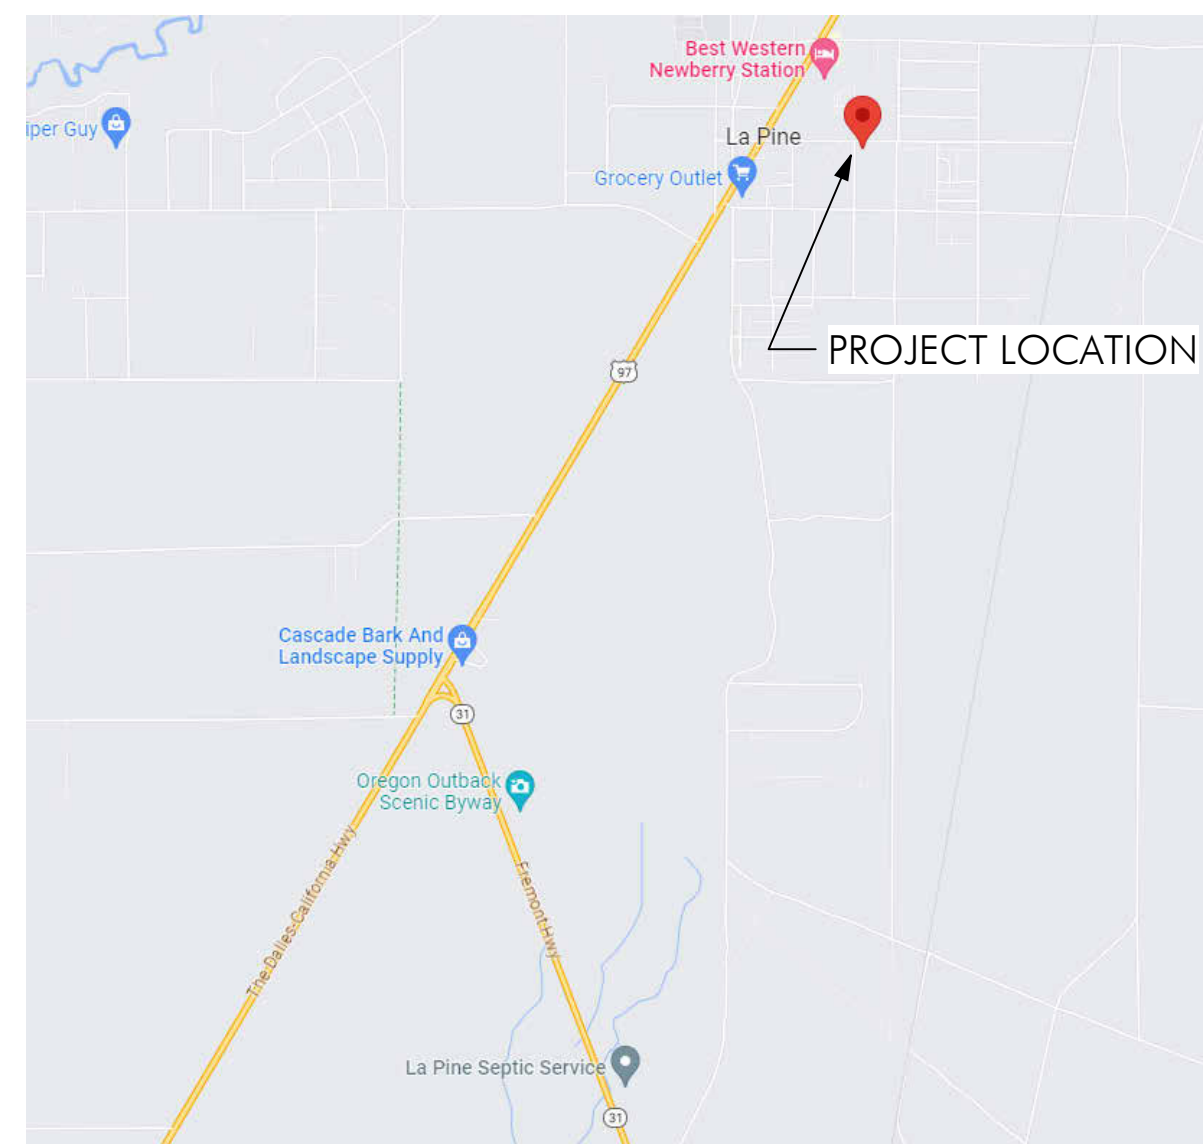 Best Western
Newberry Station
iper Guy
La Pine
Grocery Outlet
PROJECT LOCATION
97
Cascade Bark And
Landscape Supply
31
Oregon Outback
Scenic Byway
The Dalles-California Hwy
Fremont Hwy
La Pine Septic Service
31